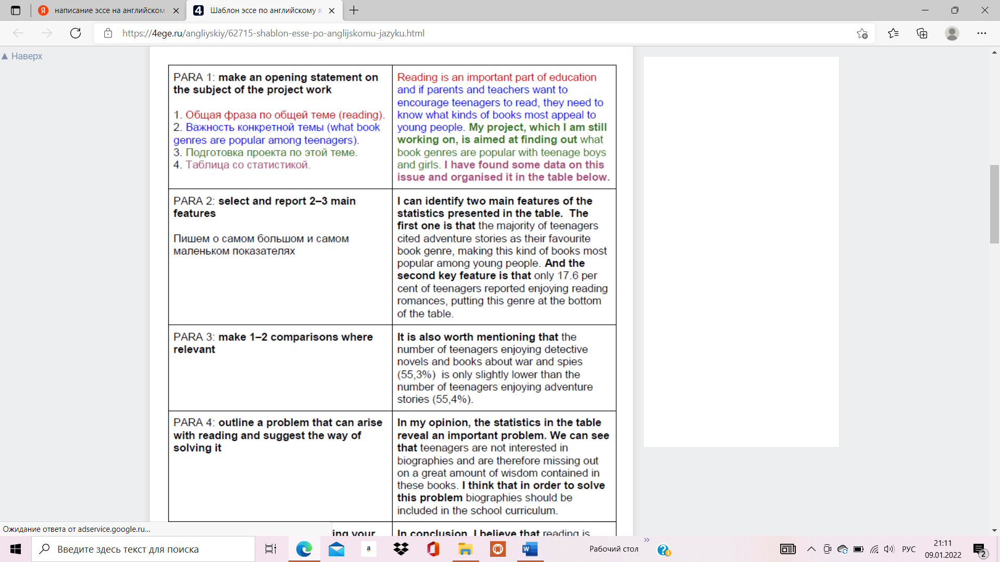 написание эссе на английском
Шаблон эссе по английскому я
https://4ege.ru/angliyskiy/62715-shablon-esse-po-anglijskomu-jazyku.html
▲ Наверх
PARA 1: make an opening statement on
the subject of the project work
1. Общая фраза по общей теме (reading).
2. Важность конкретной темы (what book
genres are popular among teenagers).
3. Подготовка проекта по этой теме.
4. Таблица со статистикой.
Reading is an important part of education
and if parents and teachers want to
encourage teenagers to read, they need to
know what kinds of books most appeal to
young people. My project, which I am still
working on, is aimed at finding out what
book genres are popular with teenage boys
and girls. I have found some data on this
issue and organised it in the table below.
PARA 2: select and report 2–3 main
features
Пишем о самом большом и самом
маленьком показателях
I can identify two main features of the
statistics presented in the table. The
first one is that the majority of teenagers
cited adventure stories as their favourite
book genre, making this kind of books most
popular among young people. And the
second key feature is that only 17.6 per
cent of teenagers reported enjoying reading
romances, putting this genre at the bottom
of the table.
PARA 3: make 1–2 comparisons where
relevant
It is also worth mentioning that the
number of teenagers enjoying detective
novels and books about war and spies
(55,3%) is only slightly lower than the
number of teenagers enjoying adventure
stories (55,4%).
PARA 4: outline a problem that can arise
with reading and suggest the way of
solving it
In my opinion, the statistics in the table
reveal an important problem. We can see
that teenagers are not interested in
biographies and are therefore missing out
on a great amount of wisdom contained in
these books. I think that in order to solve
this problem biographies should be
included in the school curriculum.
ing your
In conclusion, I believe that reading is
Ожидание ответа от adservice.google.ru...
Введите здесь текст для поиска
Рабочий стол
РУС
21:11
09.01.2022
2